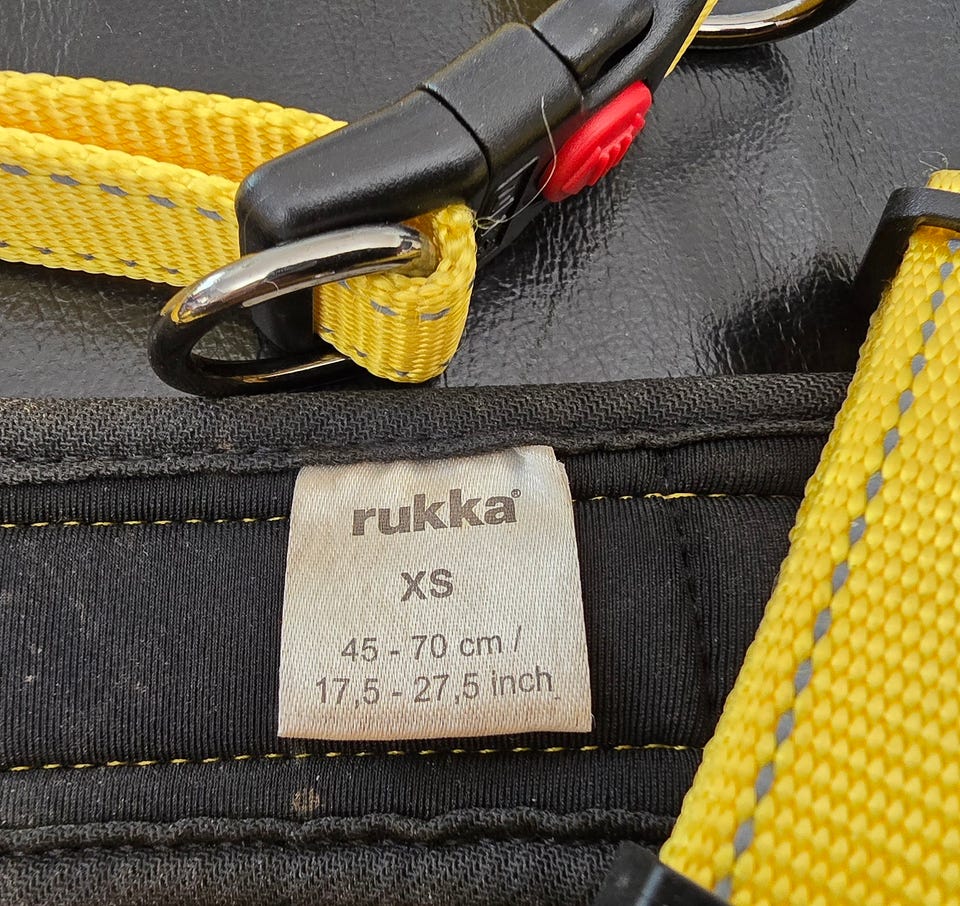 rukka®
XS
45 - 70 cm /
17,5 - 27,5 inch